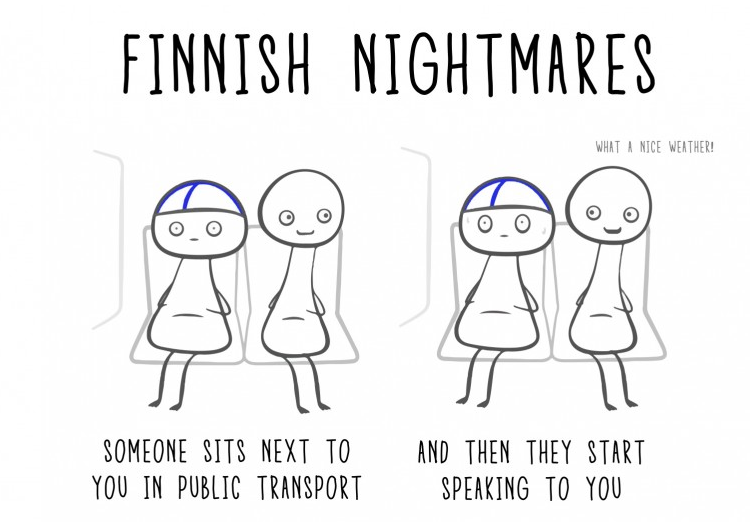 FINNISH NIGHTMARES
WHAT A NICE WEATHER!
SOMEONE SITS NEXT TO
YOU IN PUBLIC TRANSPORT
AND THEN THEY START
SPEAKING TO YOU